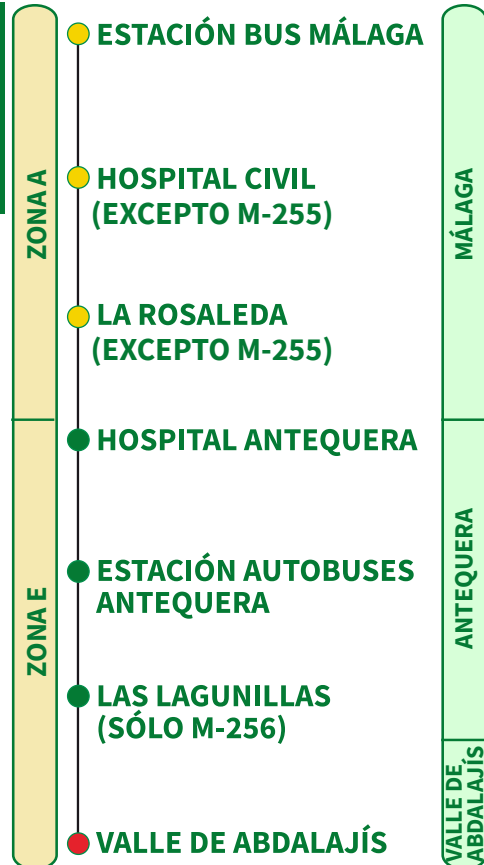 ESTACIÓN BUS MÁLAGA
HOSPITAL CIVIL
(EXCEPTO M-255)
LA ROSALEDA
(EXCEPTO M-255)
HOSPITAL ANTEQUERA
ESTACIÓN AUTOBUSES
ANTEQUERA
LAS LAGUNILLAS
(SÓLO M-256)
VALLE DE ABDALAJÍS
ZONA A
ZONA E
MÁLAGA
ANTEQUERA
VALLE DE
ABDALAJÍS